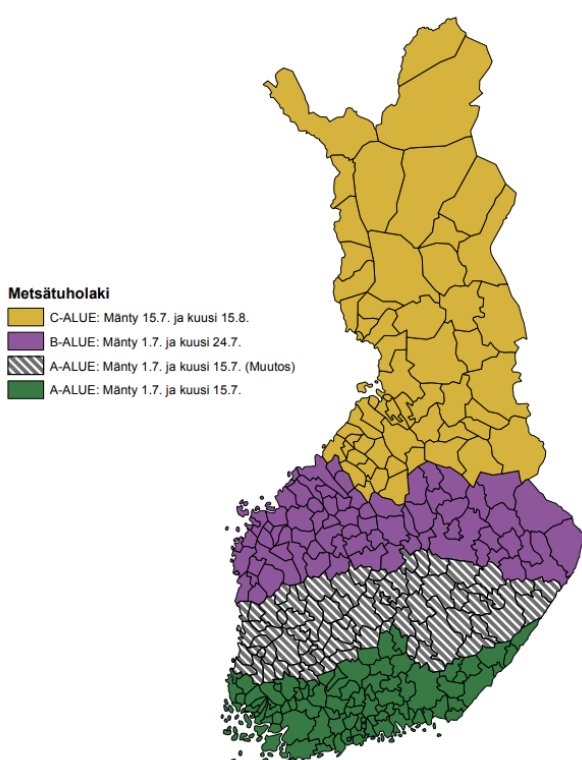 Metsätuholaki
C-ALUE: Mänty 15.7. ja kuusi 15.8.
B-ALUE: Mänty 1.7. ja kuusi 24.7.
A-ALUE: Mänty 1.7. ja kuusi 15.7. (Muutos)
A-ALUE: Mänty 1.7. ja kuusi 15.7.